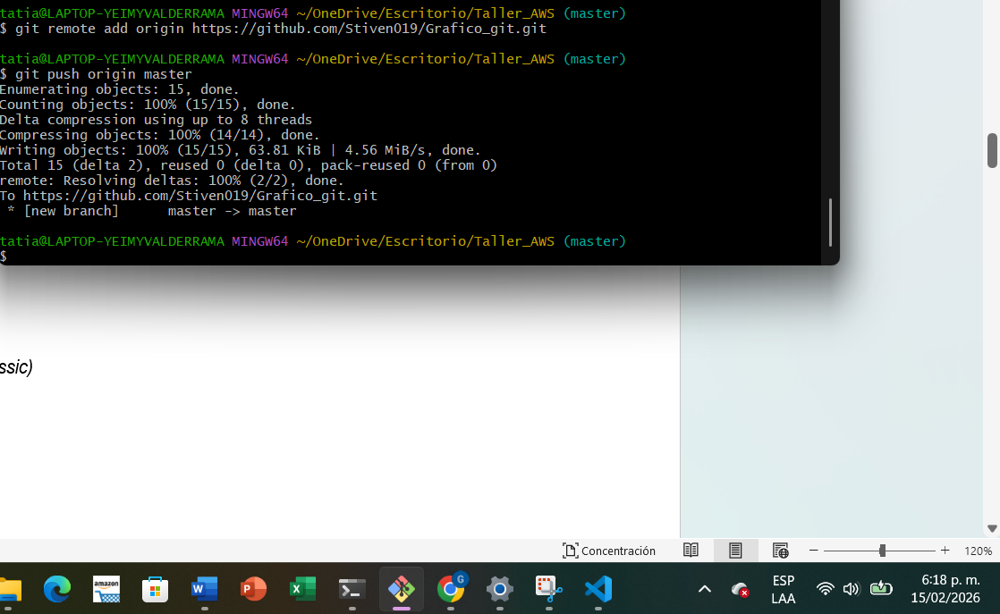 tatia@LAPTOP-YEIMYVALDERRAMA MINGW64 ~/OneDrive/Escritorio/Taller_AWS (master)
$ git remote add origin https://github.com/Stiven019/Grafico_git.git
tatia@LAPTOP-YEIMYVALDERRAMA MINGW64 ~/OneDrive/Escritorio/Taller_AWS (master)
$ git push origin master
Enumerating objects: 15, done.
Counting objects: 100% (15/15), done.
Delta compression using up to 8 threads
Compressing objects: 100% (14/14), done.
Writing objects: 100% (15/15), 63.81 KiB | 4.56 MiB/s, done.
Total 15 (delta 2), reused 0 (delta 0), pack-reused 0 (from 0)
remote: Resolving deltas: 100% (2/2), done.
To https://github.com/Stiven019/Grafico_git.git
 * [new branch]      master -> master
tatia@LAPTOP-YEIMYVALDERRAMA MINGW64 ~/OneDrive/Escritorio/Taller_AWS (master)
$
ssic)
Concentración
120%
amazon
W
P
X
G
ESP
LAA
6:18 p. m.
15/02/2026